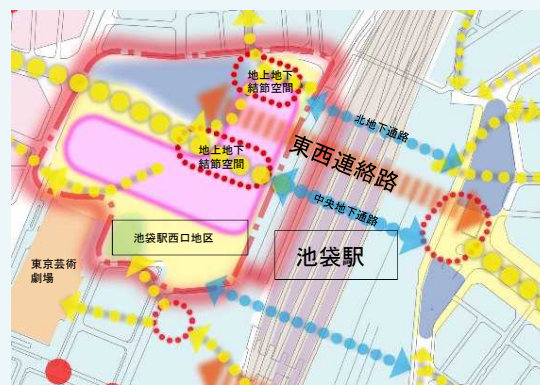 地上地下
結節空間
北地下通路
地上地下
結節空間
東西連絡路
中央地下通路
池袋駅西口地区
池袋駅
東京芸術
劇場